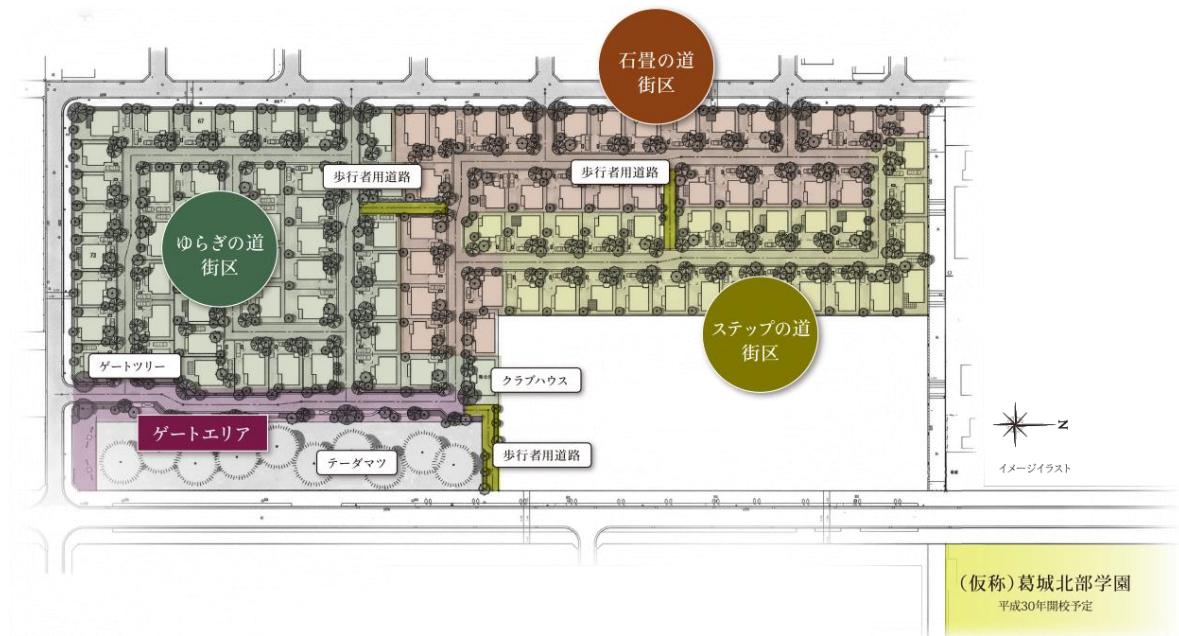 石畳の道
街区
歩行者用道路
歩行者用道路
67
ゆらぎの道
街区
73
ステップの道
街区
ゲートツリー
クラブハウス
ゲートエリア
テーダマツ
歩行者用道路
N
イメージイラスト
(仮称)葛城北部学園
平成30年開校予定